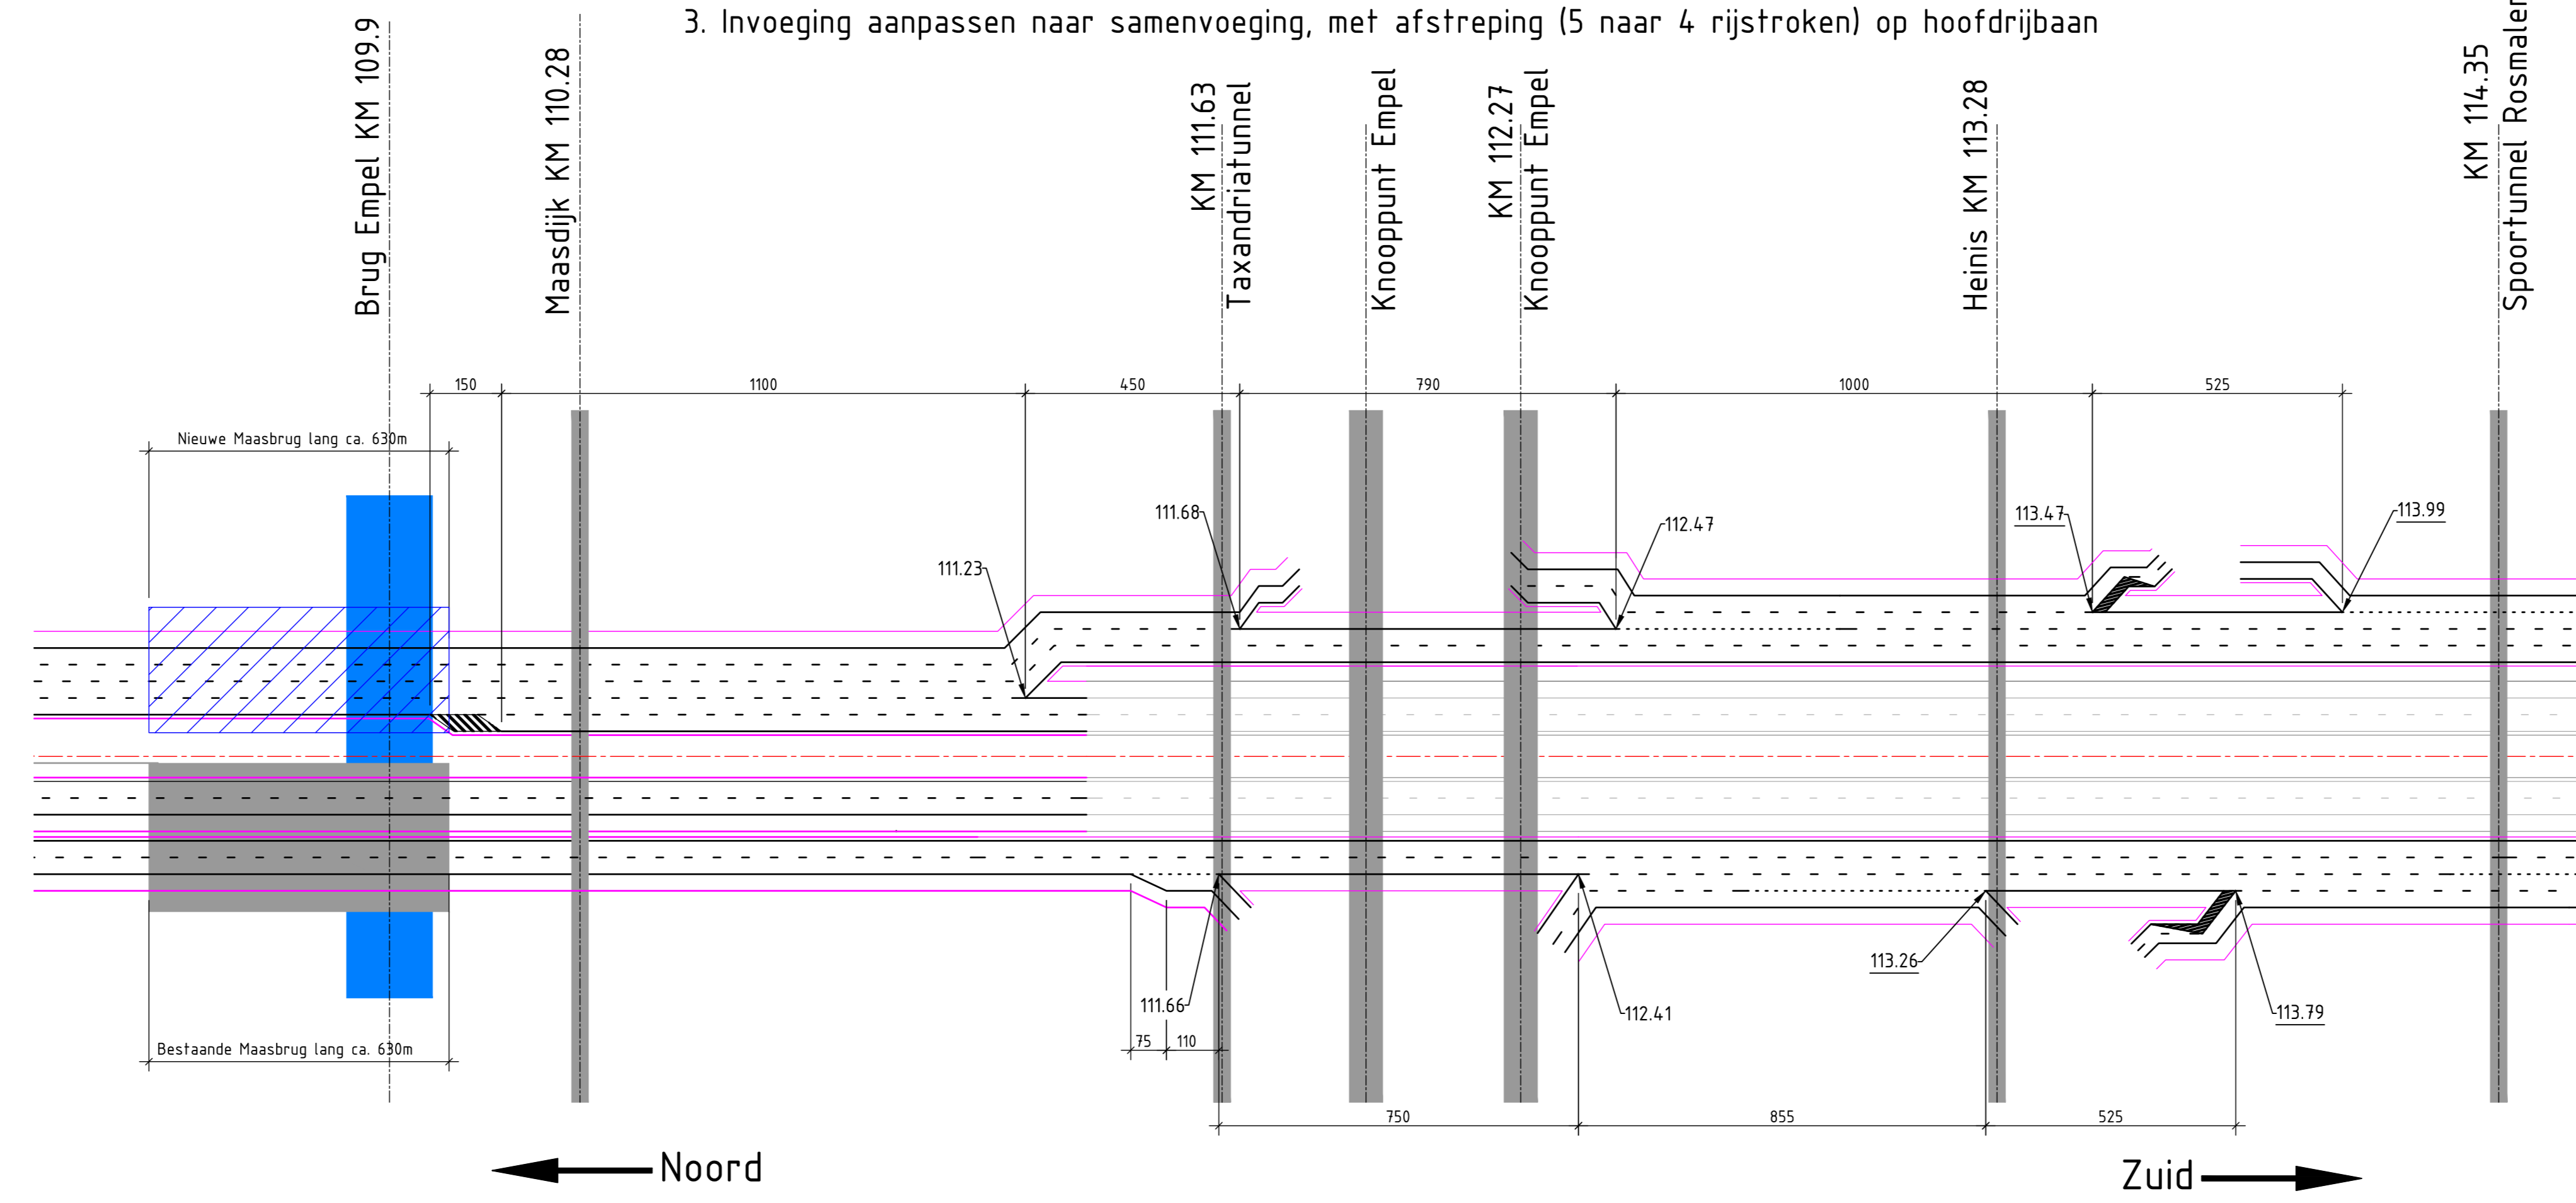 3. Invoeging aanpassen naar samenvoeging, met afstreping (5 naar 4 rijstroken) op hoofdrijbaan
Brug Empel KM 109.9
Maasdijk KM 110.28
KM 111.63
Taxandriatunnel
Knooppunt Empel
KM 112.27
Knooppunt Empel
Heinis KM 113.28
KM 114.35
Spoortunnel Rosmalen
150
1100
450
790
1000
525
Nieuwe Maasbrug lang ca. 630m
111.23
111.68
112.47
113.47
113.99
111.66
112.41
113.26
113.79
75
110
Bestaande Maasbrug lang ca. 630m
750
855
525
Noord
Zuid